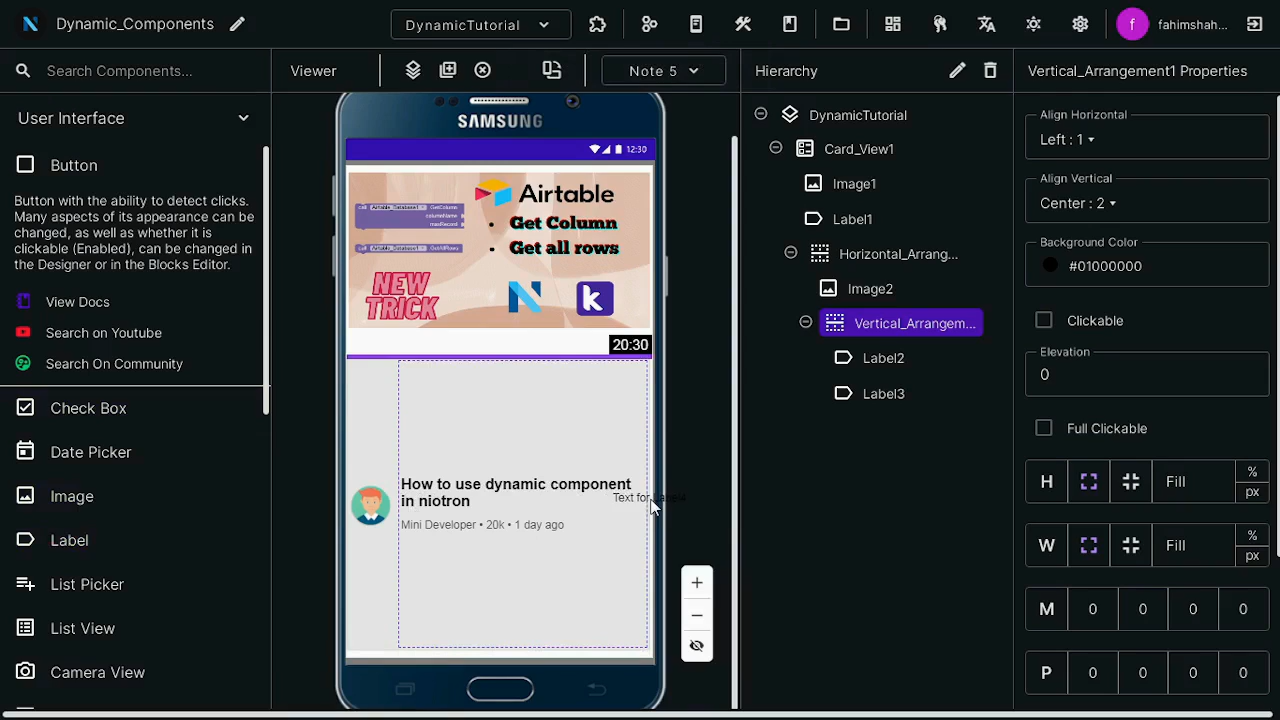 Dynamic_Components
DynamicTutorial
fahimshah...
Search Components...
Viewer
Note 5
Hierarchy
Vertical_Arrangement1 Properties
User Interface
Button
Button with the ability to detect clicks.
Many aspects of its appearance can be
changed, as well as whether it is
clickable (Enabled), can be changed in
the Designer or in the Blocks Editor.
View Docs
Search on Youtube
Search On Community
Check Box
Date Picker
Image
Label
List Picker
List View
Camera View
SAMSUNG
12:30
Airtable
Get Column
Get all rows
NEW
TRICK
k
20:30
How to use dynamic component
in niotron
Mini Developer • 20k • 1 day ago
DynamicTutorial
Card_View1
Image1
Label1
Horizontal_Arrang...
Image2
Vertical_Arrangem...
Label2
Label3
Align Horizontal
Left : 1
Align Vertical
Center : 2
#01000000
Clickable
Elevation
0
Full Clickable
H Fill % px
W Fill % px
M 0 0 0 0
P 0 0 0 0